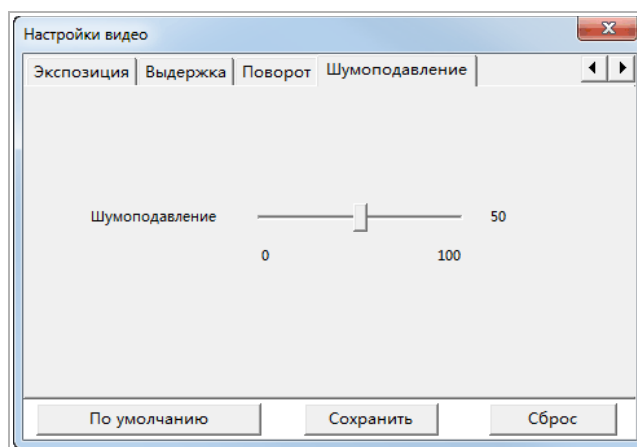 Настройки видео
Экспозиция Выдержка Поворот Шумоподавление
Шумоподавление 50
0 100
По умолчанию Сохранить Сброс